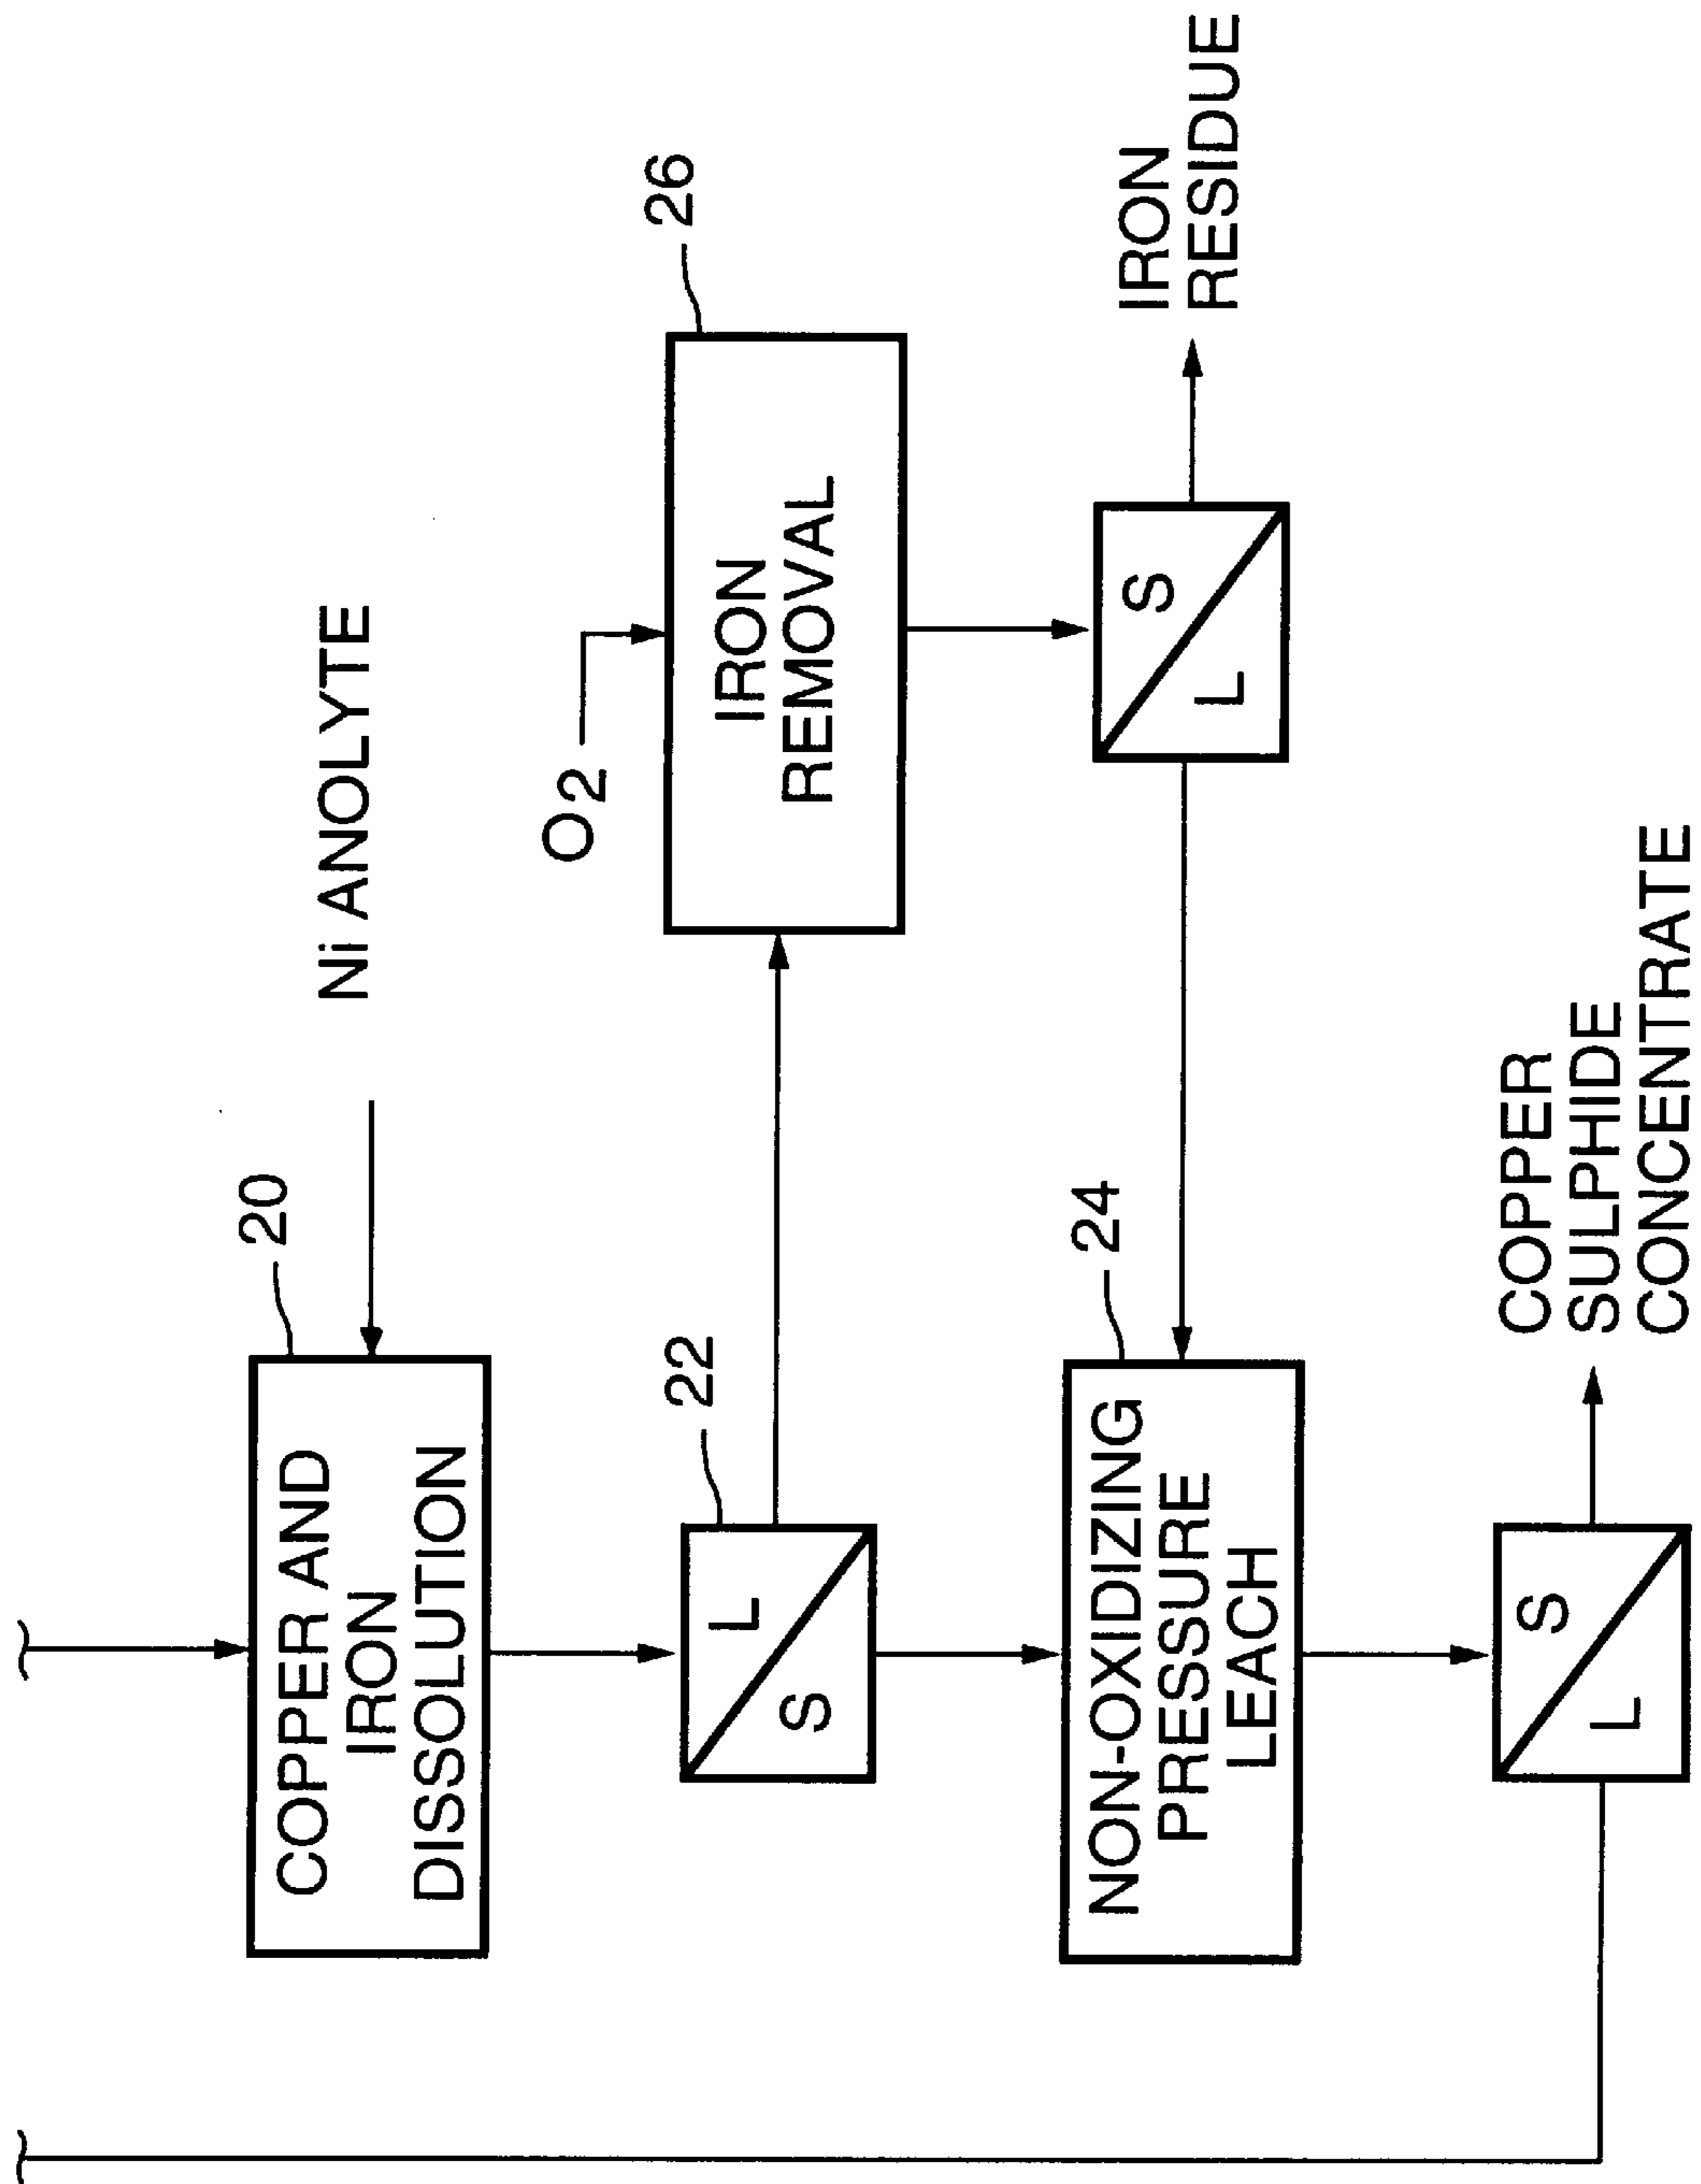 20
COPPER AND
IRON
DISSOLUTION
Ni ANOLYTE
22
L
S
O2
26
IRON
REMOVAL
24
NON-OXIDIZING
PRESSURE
LEACH
S
L
IRON
RESIDUE
S
L
COPPER
SULPHIDE
CONCENTRATE